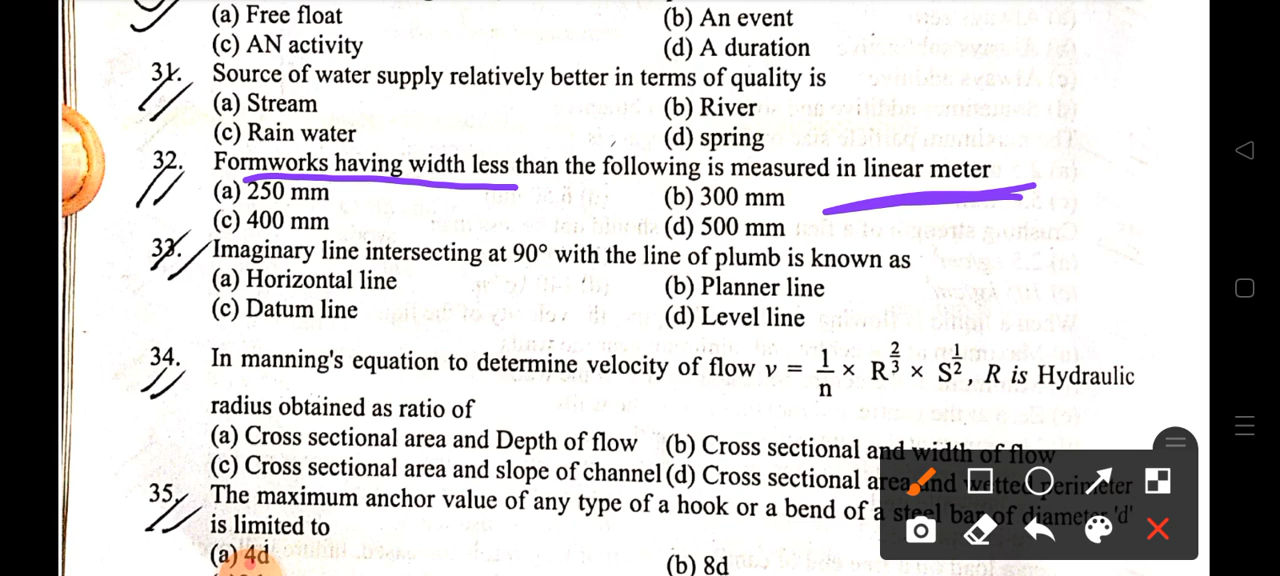 (a) Free float (b) An event
(c) AN activity (d) A duration
31. Source of water supply relatively better in terms of quality is
(a) Stream (b) River
(c) Rain water (d) spring
32. Formworks having width less than the following is measured in linear meter
(a) 250 mm (b) 300 mm
(c) 400 mm (d) 500 mm
33. Imaginary line intersecting at 90° with the line of plumb is known as
(a) Horizontal line (b) Planner line
(c) Datum line (d) Level line
34. In manning's equation to determine velocity of flow v = 1/n × R^2/3 × S^1/2, R is Hydraulic
radius obtained as ratio of
(a) Cross sectional area and Depth of flow (b) Cross sectional and width of flow
(c) Cross sectional area and slope of channel (d) Cross sectional area and wetted perimeter
35. The maximum anchor value of any type of a hook or a bend of a steel bar of diameter 'd'
is limited to
(a) 4d (b) 8d